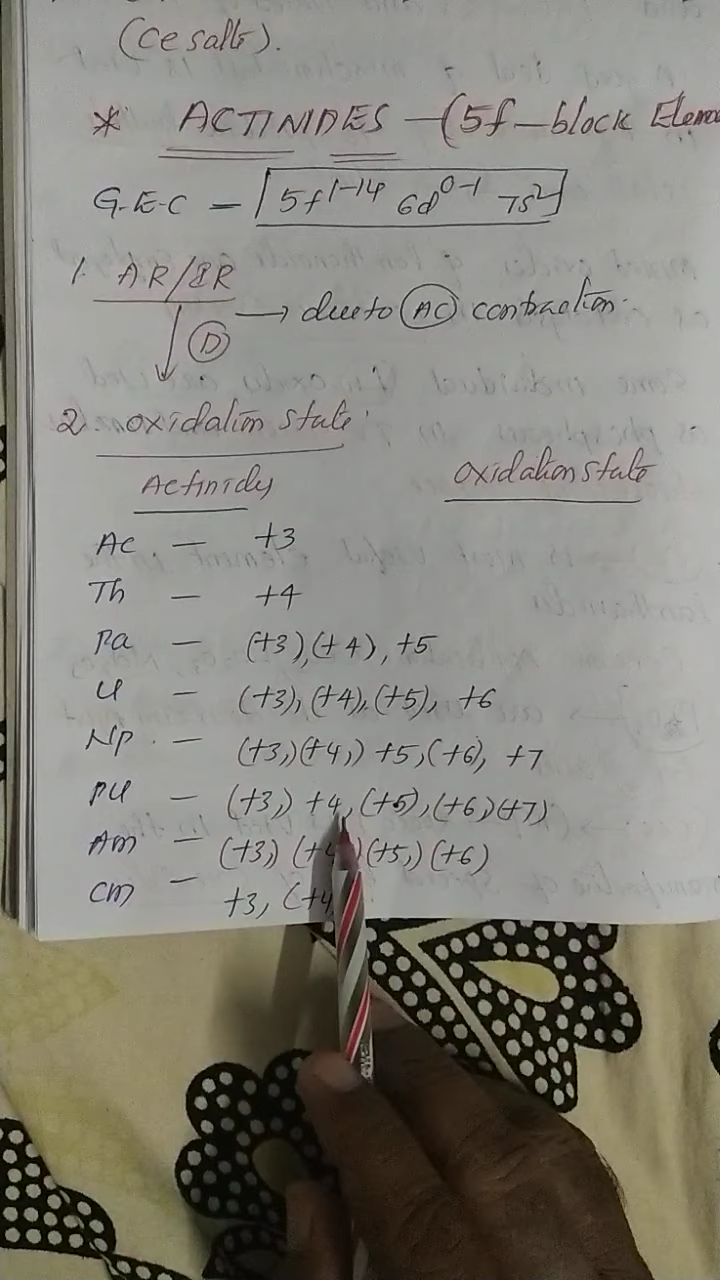 (Ce salts).
* ACTINIDES - (5f-block Eleme
G.E.C - 5f1-14 6d0-1 7s2
1. AR/IR
↓ (D) → due to (AC) contraction.
2. oxidation state.
Actinides Oxidation state
Ac - +3
Th - +4
Pa - (+3), (+4), +5
U - (+3), (+4), (+5), +6
Np - (+3,) (+4,) +5, (+6), +7
Pu - (+3,) +4, (+5), (+6) (+7)
Am - (+3) (+4 ) (+5,) (+6)
Cm - +3, (+4